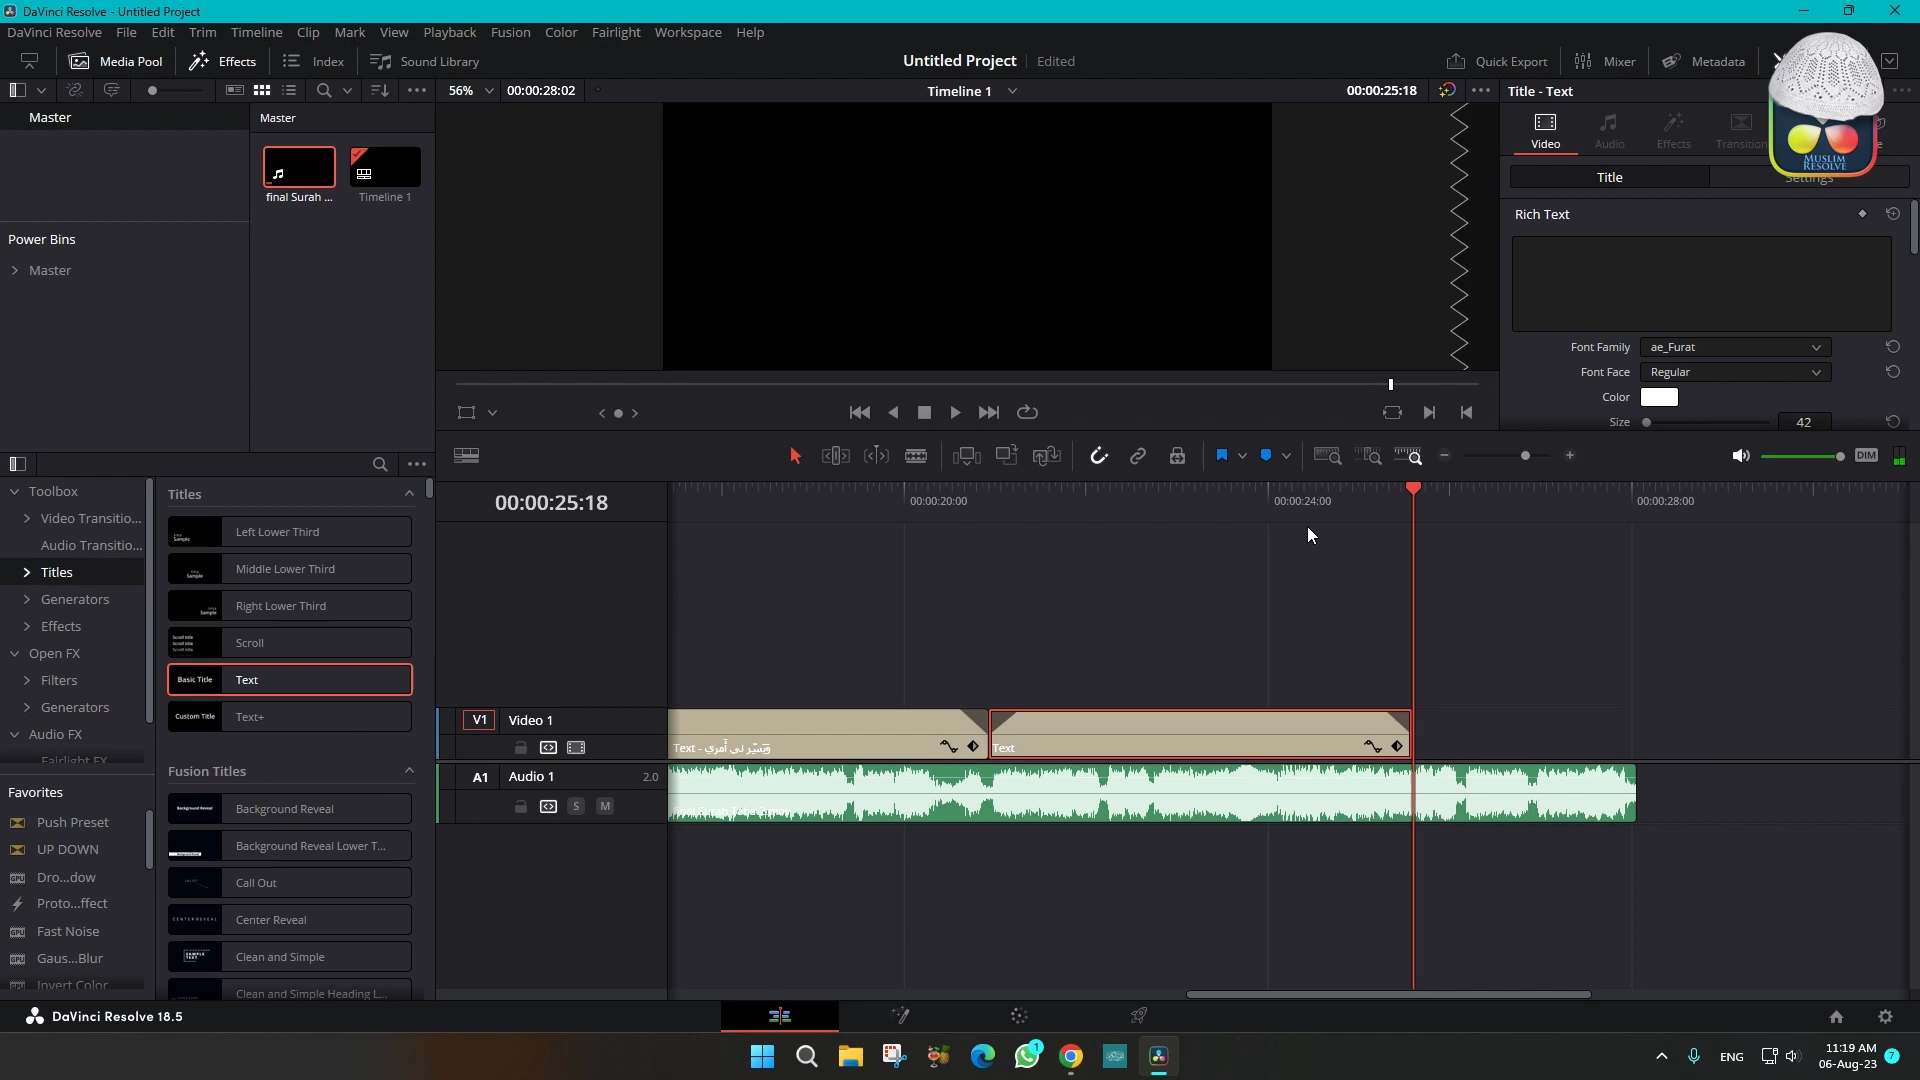 DaVinci Resolve - Untitled Project
DaVinci Resolve File Edit Trim Timeline Clip Mark View Playback Fusion Color Fairlight Workspace Help
Media Pool Effects Index Sound Library Untitled Project Edited Quick Export Mixer Metadata
56% 00:00:28:02 Timeline 1 00:00:25:18 Title - Text
Master Master
Video Audio Effects Transition
MUSLIM
RESOLVE
Title Settings
final Surah ... Timeline 1
Rich Text
Power Bins
Master
Font Family ae_Furat
Font Face Regular
Color
Size 42
DIM
Toolbox
Video Transitio...
Audio Transitio...
Titles
Generators
Effects
Open FX
Filters
Generators
Audio FX
Fairlight FX
Favorites
Push Preset
UP DOWN
Dro...dow
Proto...ffect
Fast Noise
Gaus...Blur
Invert Color
Titles
Left Lower Third
Middle Lower Third
Right Lower Third
Scroll
Basic Title Text
Custom Title Text+
Fusion Titles
Background Reveal
Background Reveal Lower T...
Call Out
Center Reveal
Clean and Simple
Clean and Simple Heading L...
00:00:25:18
00:00:20:00 00:00:24:00 00:00:28:00
V1 Video 1
Text - وَيَسِّرْ لِي أَمْرِي Text
A1 Audio 1 2.0
S M
DaVinci Resolve 18.5
1
ENG
11:19 AM
06-Aug-23
7